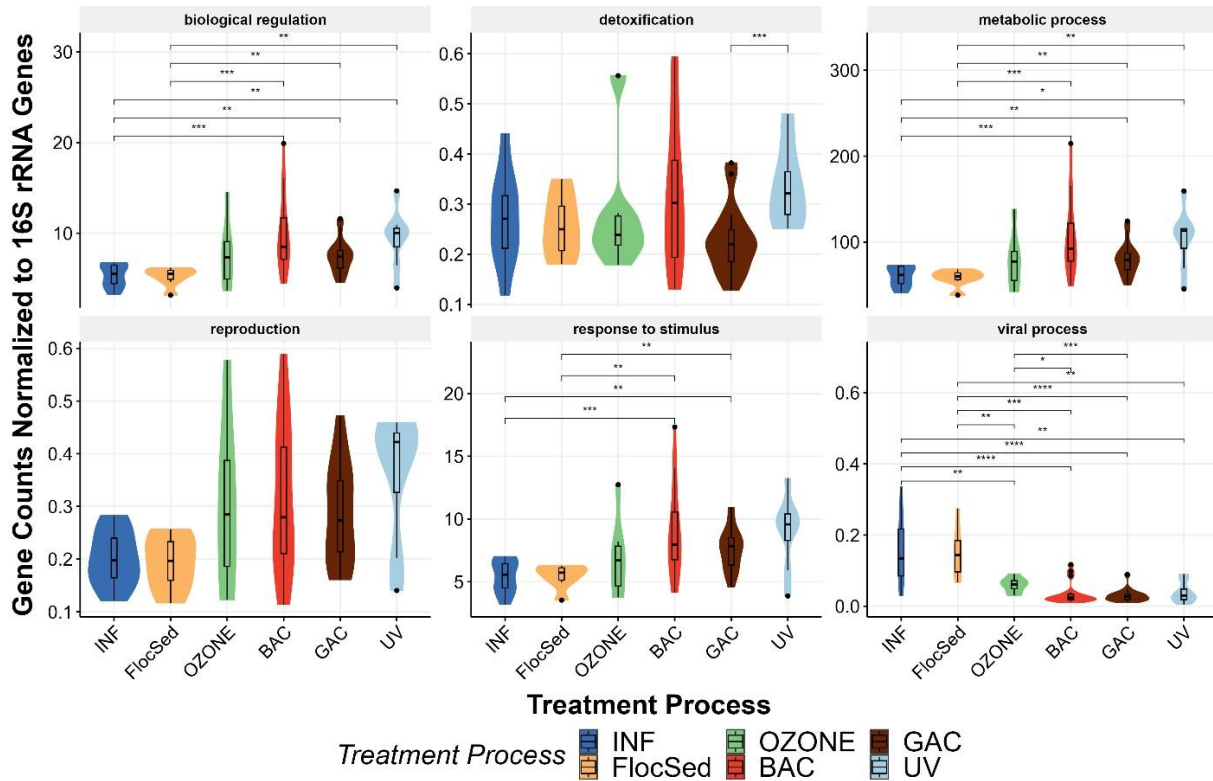 Gene Counts Normalized to 16S rRNA Genes
biological regulation
30
20
10
**
**
***
**
**
***
detoxification
0.6
0.5
0.4
0.3
0.2
0.1
***
metabolic process
300
200
100
**
**
***
*
**
***
reproduction
0.6
0.5
0.4
0.3
0.2
0.1
INF
FlocSed
OZONE
BAC
GAC
UV
response to stimulus
20
15
10
5
**
**
**
***
INF
FlocSed
OZONE
BAC
GAC
UV
viral process
0.6
0.4
0.2
0.0
***
*
**
****
***
**
**
****
****
**
INF
FlocSed
OZONE
BAC
GAC
UV
Treatment Process
Treatment Process
INF
OZONE
GAC
FlocSed
BAC
UV